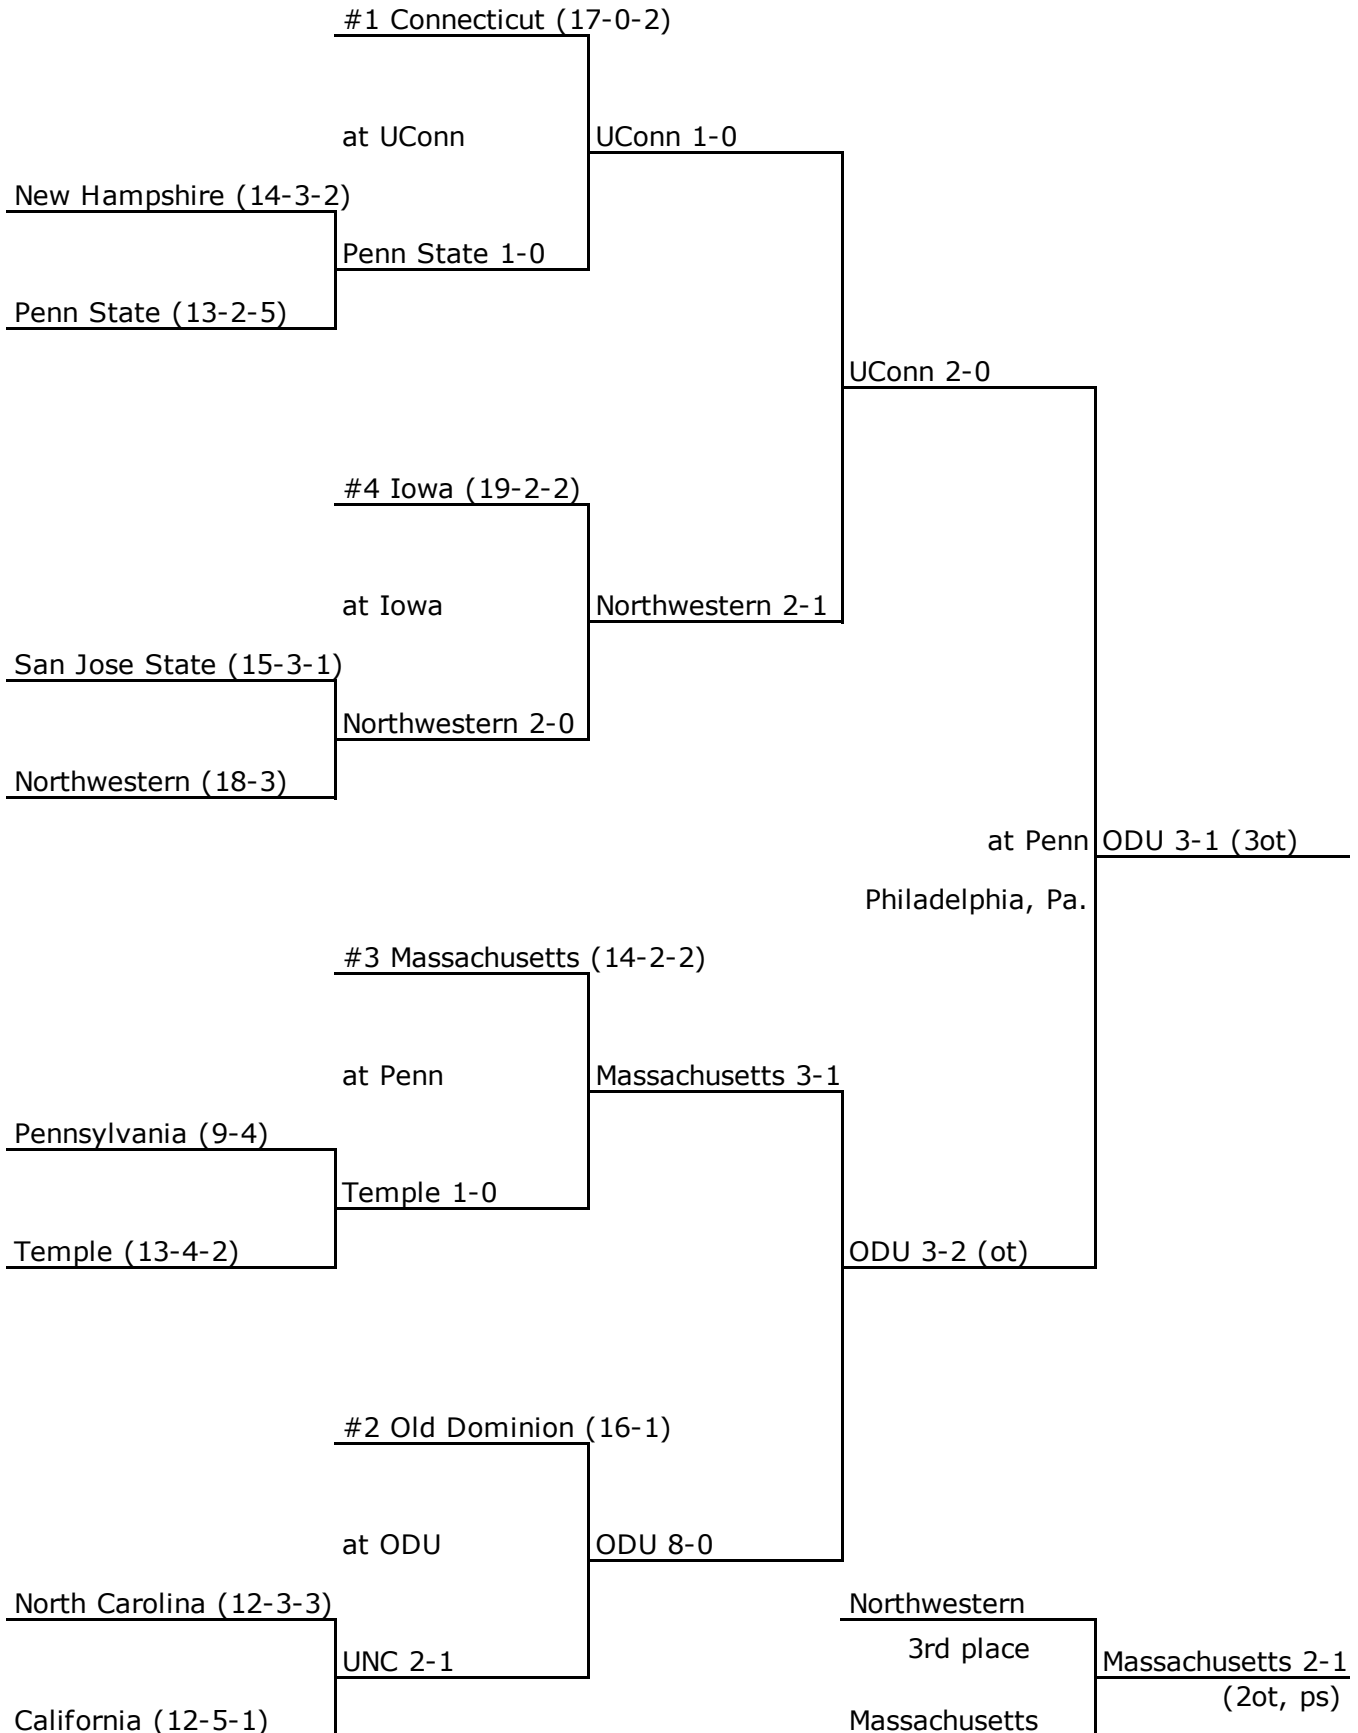 #1 Connecticut (17-0-2)
at UConn
UConn 1-0
New Hampshire (14-3-2)
Penn State 1-0
Penn State (13-2-5)
UConn 2-0
#4 Iowa (19-2-2)
at Iowa
Northwestern 2-1
San Jose State (15-3-1)
Northwestern 2-0
Northwestern (18-3)
at Penn
ODU 3-1 (3ot)
Philadelphia, Pa.
#3 Massachusetts (14-2-2)
at Penn
Massachusetts 3-1
Pennsylvania (9-4)
Temple 1-0
Temple (13-4-2)
ODU 3-2 (ot)
#2 Old Dominion (16-1)
at ODU
ODU 8-0
North Carolina (12-3-3)
Northwestern
3rd place
UNC 2-1
Massachusetts 2-1
(2ot, ps)
California (12-5-1)
Massachusetts